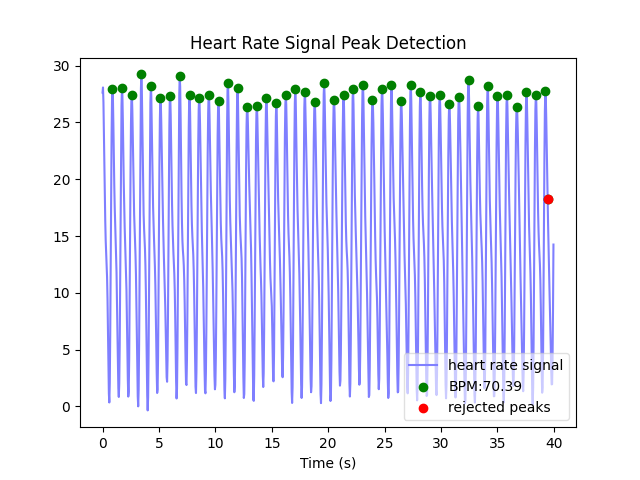 Heart Rate Signal Peak Detection
30
25
20
15
10
5
0
heart rate signal
BPM:70.39
rejected peaks
0 5 10 15 20 25 30 35 40
Time (s)